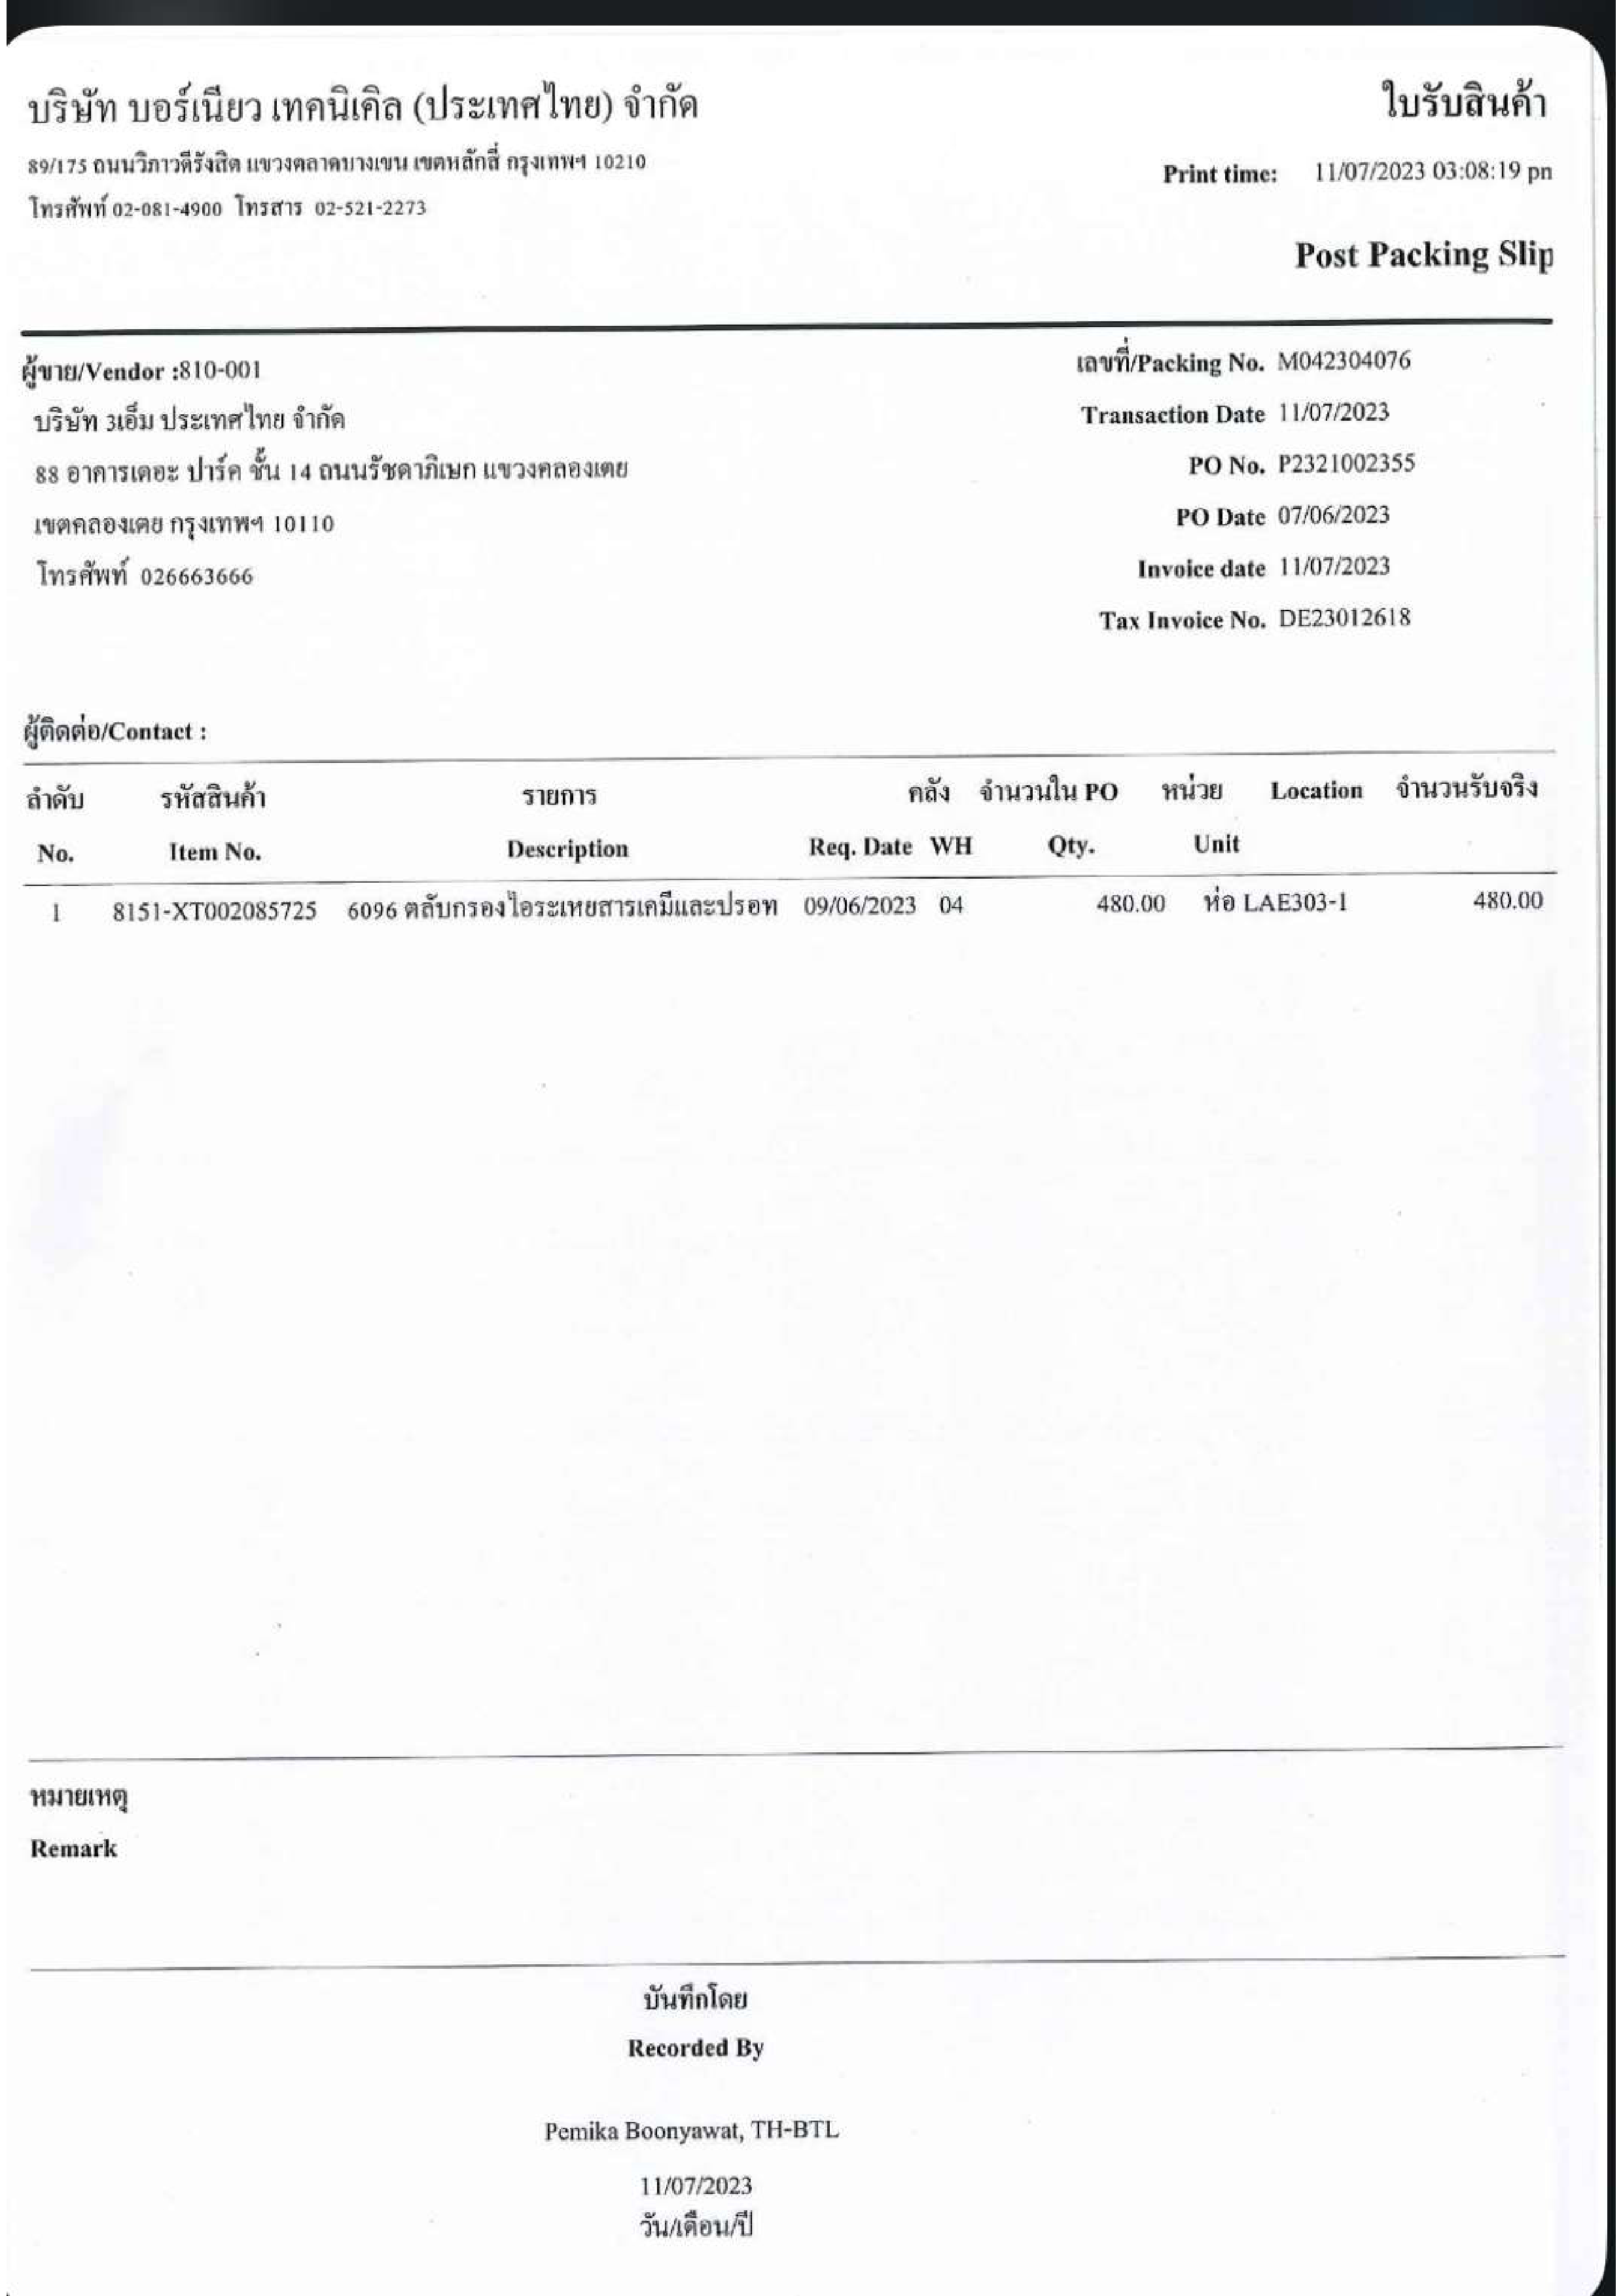 บริษัท บอร์เนียว เทคนิเคิล (ประเทศไทย) จำกัด
ใบรับสินค้า
89/175 ถนนวิภาวดีรังสิต แขวงตลาดบางเขน เขตหลักสี่ กรุงเทพฯ 10210
Print time: 11/07/2023 03:08:19 pn
โทรศัพท์ 02-081-4900 โทรสาร 02-521-2273
Post Packing Slip
ผู้ขาย/Vendor :810-001
เลขที่/Packing No. M042304076
บริษัท 3เอ็ม ประเทศไทย จำกัด
Transaction Date 11/07/2023
88 อาคารเดอะ ปาร์ค ชั้น 14 ถนนรัชดาภิเษก แขวงคลองเตย
PO No. P2321002355
เขตคลองเตย กรุงเทพฯ 10110
PO Date 07/06/2023
โทรศัพท์ 026663666
Invoice date 11/07/2023
Tax Invoice No. DE23012618
ผู้ติดต่อ/Contact :
ลำดับ รหัสสินค้า รายการ คลัง จำนวนใน PO หน่วย Location จำนวนรับจริง
No. Item No. Description Req. Date WH Qty. Unit
1 8151-XT002085725 6096 ตลับกรองไอระเหยสารเคมีและปรอท 09/06/2023 04 480.00 ห่อ LAE303-1 480.00
หมายเหตุ
Remark
บันทึกโดย
Recorded By
Pemika Boonyawat, TH-BTL
11/07/2023
วัน/เดือน/ปี